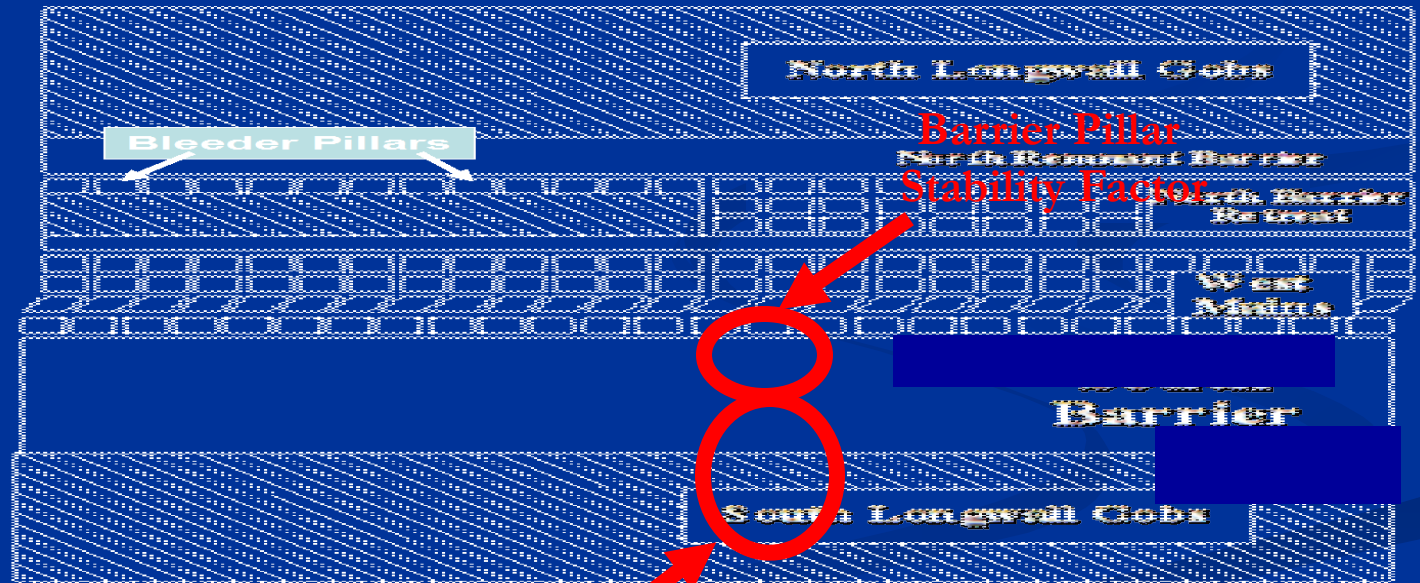 North Longwall Gobs
Barrier Pillar
Bleeder Pillars
North Remnant Barrier
Stability Factor
North Barrier
Retreat
West
Mains
Barrier
South Longwall Gobs